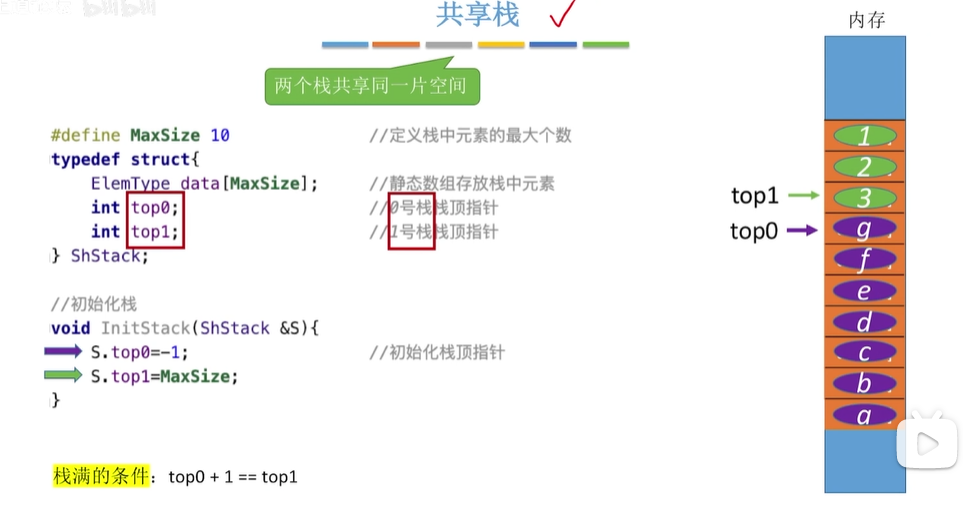 共享栈
内存
两个栈共享同一片空间
#define MaxSize 10 //定义栈中元素的最大个数
typedef struct{
ElemType data[MaxSize]; //静态数组存放栈中元素
int top0; //0号栈栈顶指针
int top1; //1号栈栈顶指针
} ShStack;
//初始化栈
void InitStack(ShStack &S){
S.top0=-1; //初始化栈顶指针
S.top1=MaxSize;
}
栈满的条件：top0 + 1 == top1
1
2
top1 3
top0 g
f
e
d
c
b
a
bilibili